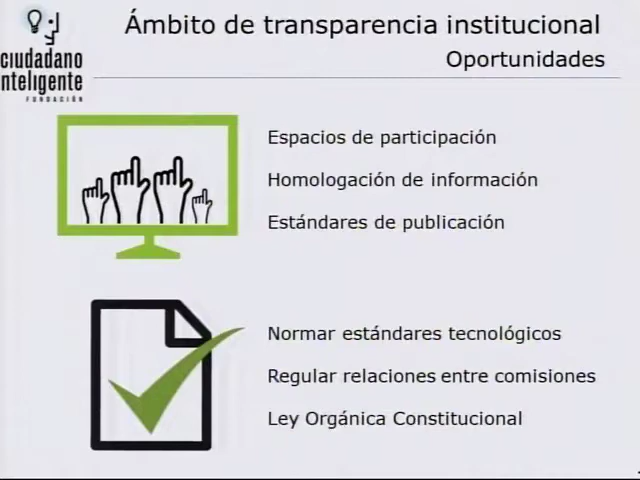 Ámbito de transparencia institucional
Oportunidades
ciudadano
inteligente
FUNDACIÓN
Espacios de participación
Homologación de información
Estándares de publicación
Normar estándares tecnológicos
Regular relaciones entre comisiones
Ley Orgánica Constitucional